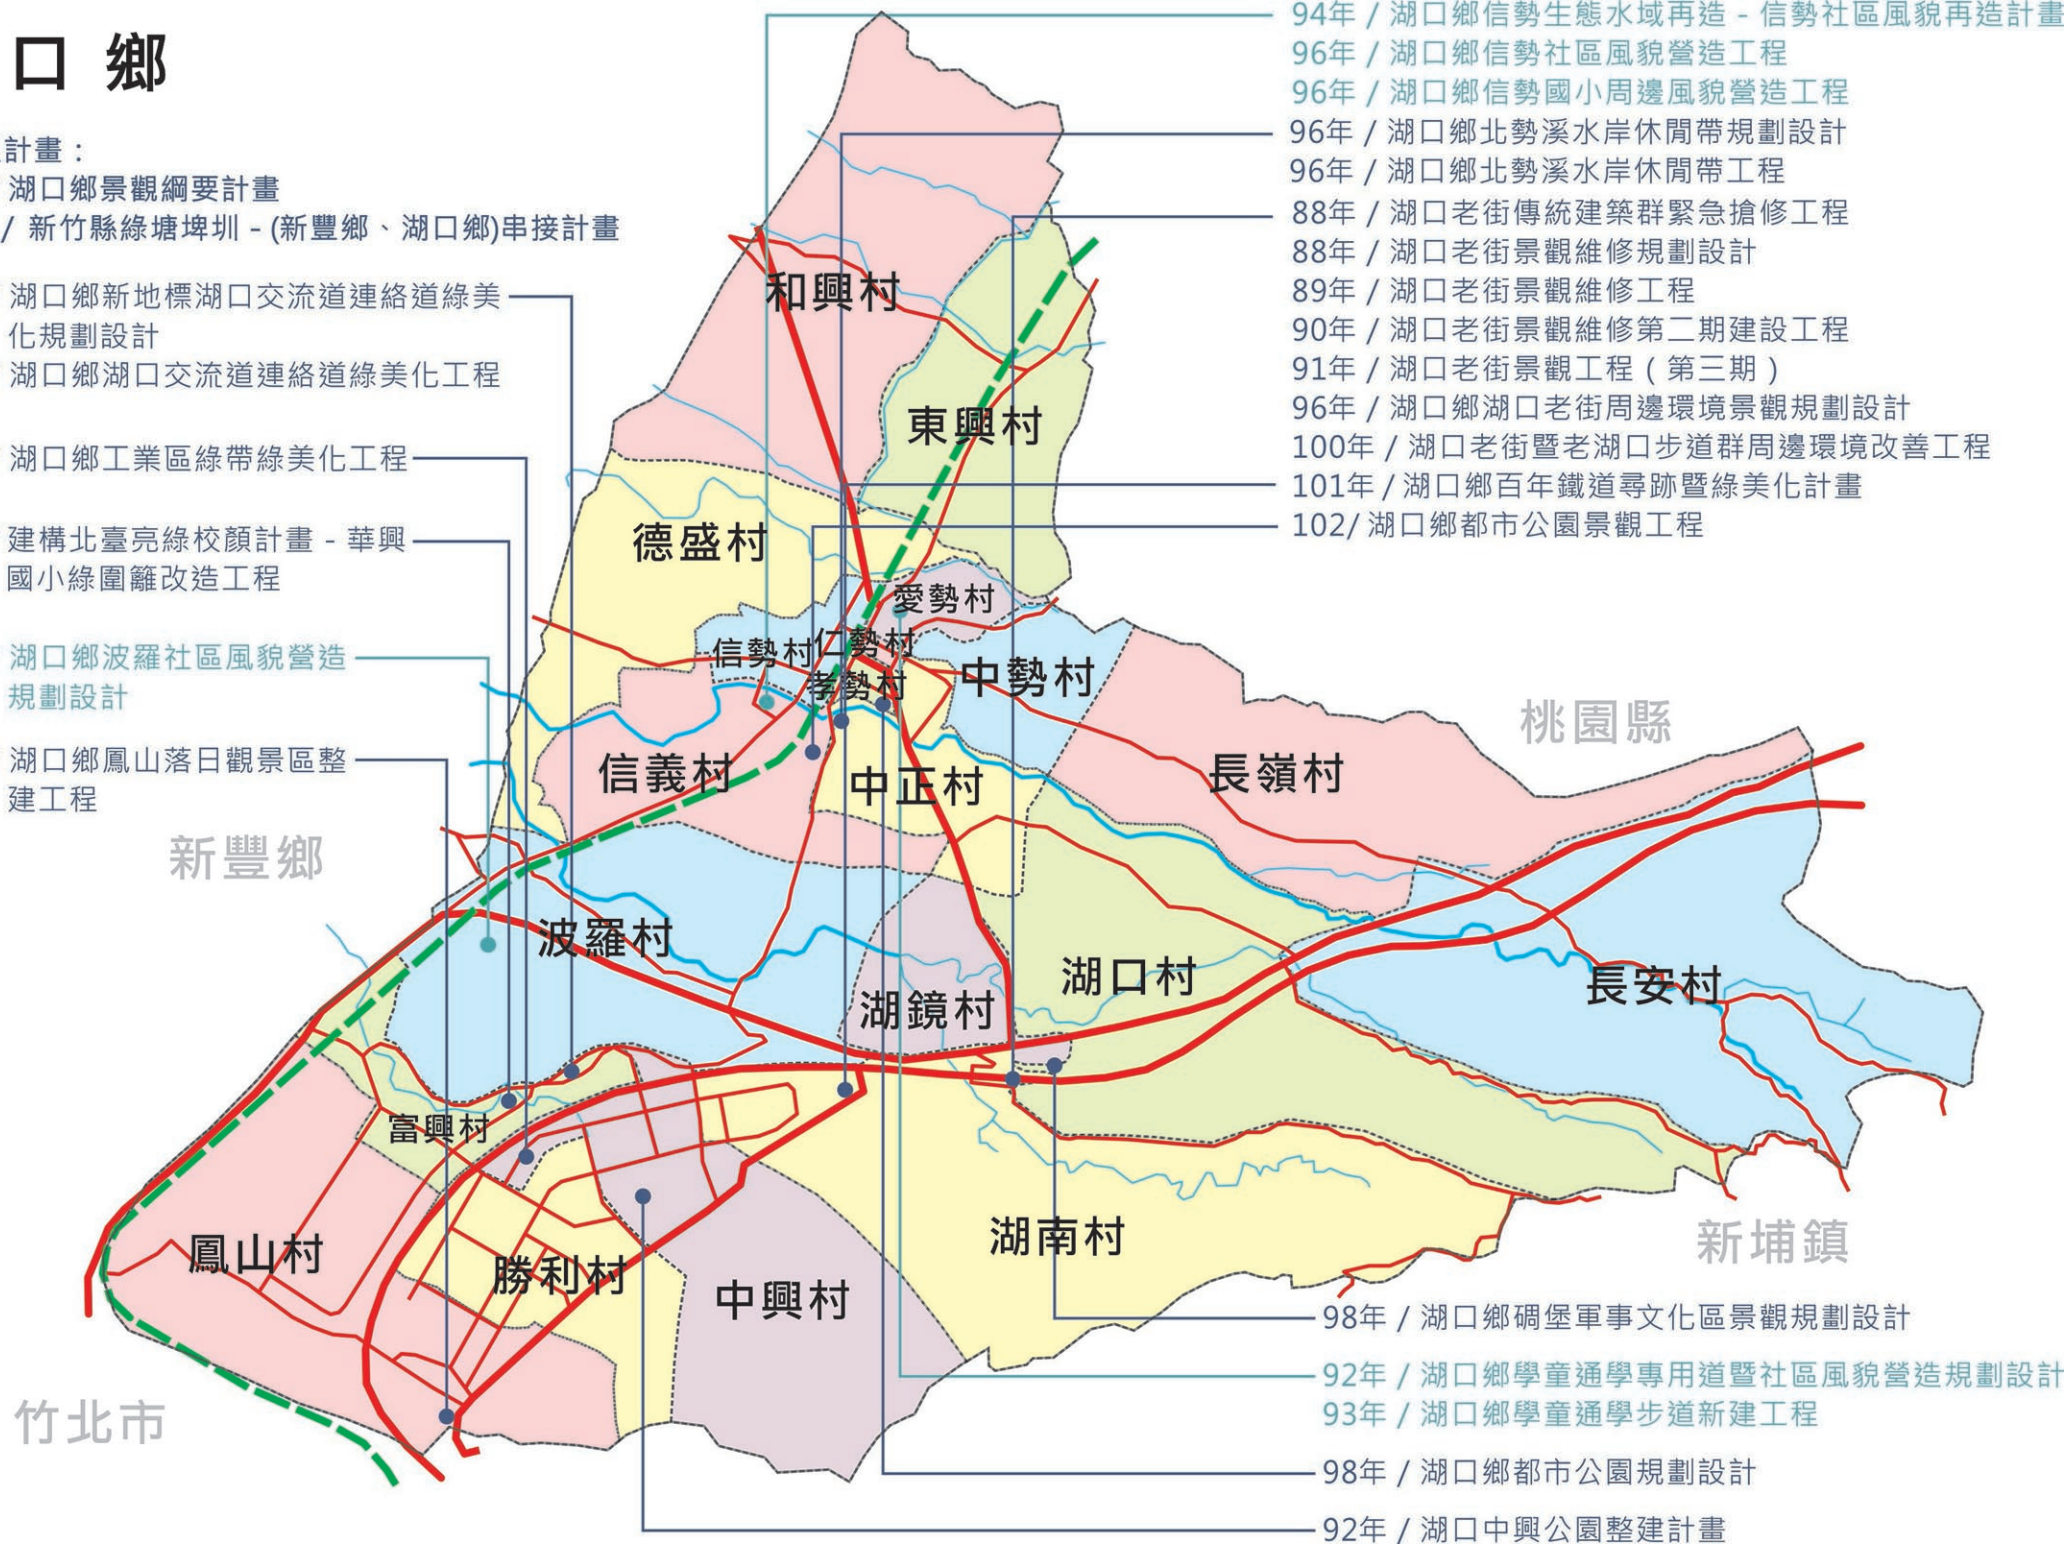 口 鄉
計畫：
湖口鄉景觀綱要計畫
/ 新竹縣綠塘埤圳 - (新豐鄉、湖口鄉)串接計畫
湖口鄉新地標湖口交流道連絡道綠美
化規劃設計
湖口鄉湖口交流道連絡道綠美化工程
湖口鄉工業區綠帶綠美化工程
建構北臺亮綠校顏計畫 - 華興
國小綠圍籬改造工程
湖口鄉波羅社區風貌營造
規劃設計
湖口鄉鳳山落日觀景區整
建工程
94年 / 湖口鄉信勢生態水域再造 - 信勢社區風貌再造計畫
96年 / 湖口鄉信勢社區風貌營造工程
96年 / 湖口鄉信勢國小周邊風貌營造工程
96年 / 湖口鄉北勢溪水岸休閒帶規劃設計
96年 / 湖口鄉北勢溪水岸休閒帶工程
88年 / 湖口老街傳統建築群緊急搶修工程
88年 / 湖口老街景觀維修規劃設計
89年 / 湖口老街景觀維修工程
90年 / 湖口老街景觀維修第二期建設工程
91年 / 湖口老街景觀工程 ( 第三期 )
96年 / 湖口鄉湖口老街周邊環境景觀規劃設計
100年 / 湖口老街暨老湖口步道群周邊環境改善工程
101年 / 湖口鄉百年鐵道尋跡暨綠美化計畫
102/ 湖口鄉都市公園景觀工程
和興村
東興村
德盛村
愛勢村
信勢村
仁勢村
孝勢村
中勢村
信義村
中正村
長嶺村
桃園縣
新豐鄉
波羅村
湖鏡村
湖口村
長安村
富興村
鳳山村
勝利村
中興村
湖南村
新埔鎮
竹北市
98年 / 湖口鄉碉堡軍事文化區景觀規劃設計
92年 / 湖口鄉學童通學專用道暨社區風貌營造規劃設計
93年 / 湖口鄉學童通學步道新建工程
98年 / 湖口鄉都市公園規劃設計
92年 / 湖口中興公園整建計畫